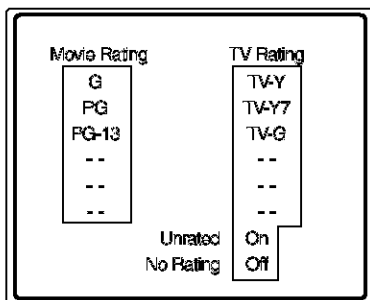 Movie Rating TV Rating
G TV-Y
PG TV-Y7
PG-13 TV-G
-- --
-- --
-- --
Unrated On
No Rating Off